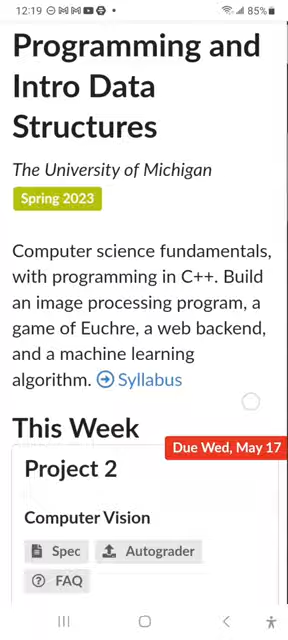 12:19
85%
Programming and
Intro Data
Structures
The University of Michigan
Spring 2023
Computer science fundamentals,
with programming in C++. Build
an image processing program, a
game of Euchre, a web backend,
and a machine learning
algorithm. Syllabus
This Week
Due Wed, May 17
Project 2
Computer Vision
Spec Autograder
FAQ